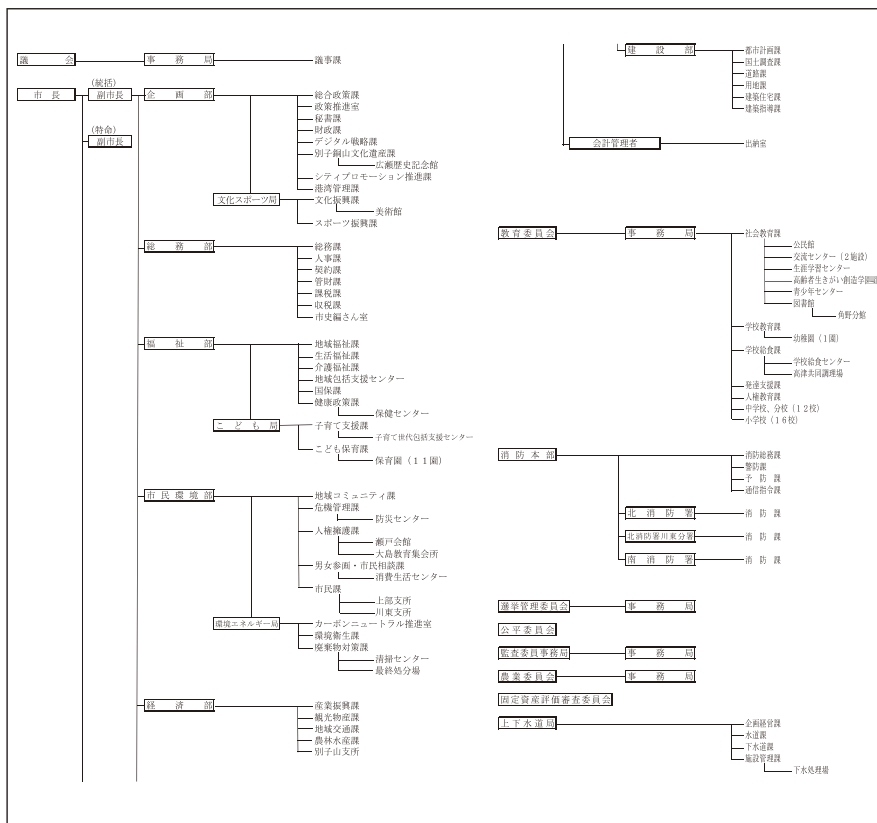 議会 事務局 議事課
市長 (統括) 副市長 企画部 総合政策課
政策推進室
秘書課
(特命) 副市長
財政課
デジタル戦略課
別子銅山文化遺産課
広瀬歴史記念館
シティプロモーション推進課
港湾管理課
文化スポーツ局 文化振興課
美術館
スポーツ振興課
総務部 総務課
人事課
契約課
管財課
課税課
収税課
市史編さん室
福祉部 地域福祉課
生活福祉課
介護福祉課
地域包括支援センター
国保課
健康政策課
保健センター
こども局 子育て支援課
子育て世代包括支援センター
こども保育課
保育園(11園)
市民環境部 地域コミュニティ課
危機管理課
防災センター
人権擁護課
瀬戸会館
大島教育集会所
男女参画・市民相談課
消費生活センター
市民課
上部支所
川東支所
環境エネルギー局 カーボンニュートラル推進室
環境衛生課
廃棄物対策課
清掃センター
最終処分場
経済部 産業振興課
観光物産課
地域交通課
農林水産課
別子山支所
建設部 都市計画課
国土調査課
道路課
用地課
建築住宅課
建築指導課
会計管理者 出納室
教育委員会 事務局 社会教育課
公民館
交流センター(2施設)
生涯学習センター
高齢者生きがい創造学園
青少年センター
図書館
角野分館
学校教育課
幼稚園(1園)
学校給食課
学校給食センター
高津共同調理場
発達支援課
人権教育課
中学校、分校(12校)
小学校(16校)
消防本部 消防総務課
警防課
予防課
通信指令課
北消防署 消防課
北消防署川東分署 消防課
南消防署 消防課
選挙管理委員会 事務局
公平委員会
監査委員事務局 事務局
農業委員会 事務局
固定資産評価審査委員会
上下水道局 企画経営課
水道課
下水道課
施設管理課
下水処理場